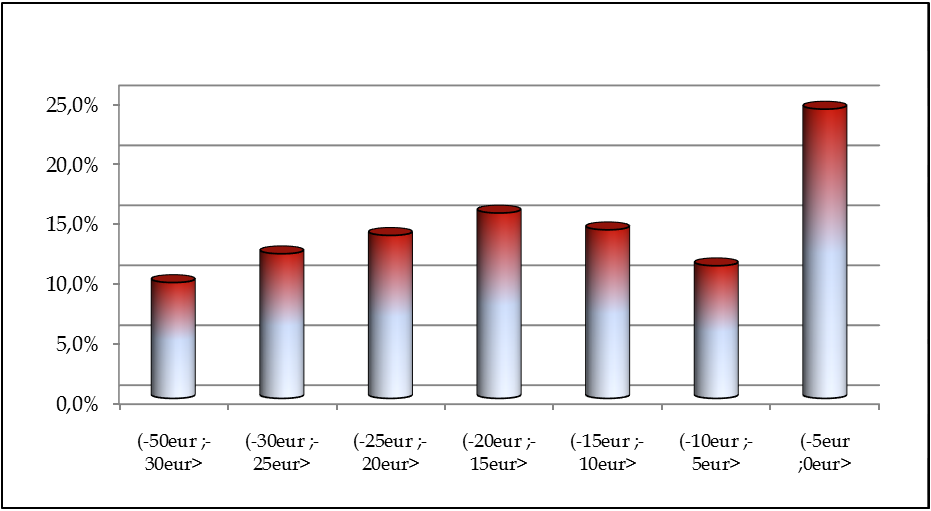 25,0%
20,0%
15,0%
10,0%
5,0%
0,0%
(-50eur ;-
30eur>
(-30eur ;-
25eur>
(-25eur ;-
20eur>
(-20eur ;-
15eur>
(-15eur ;-
10eur>
(-10eur ;-
5eur>
(-5eur
;0eur>